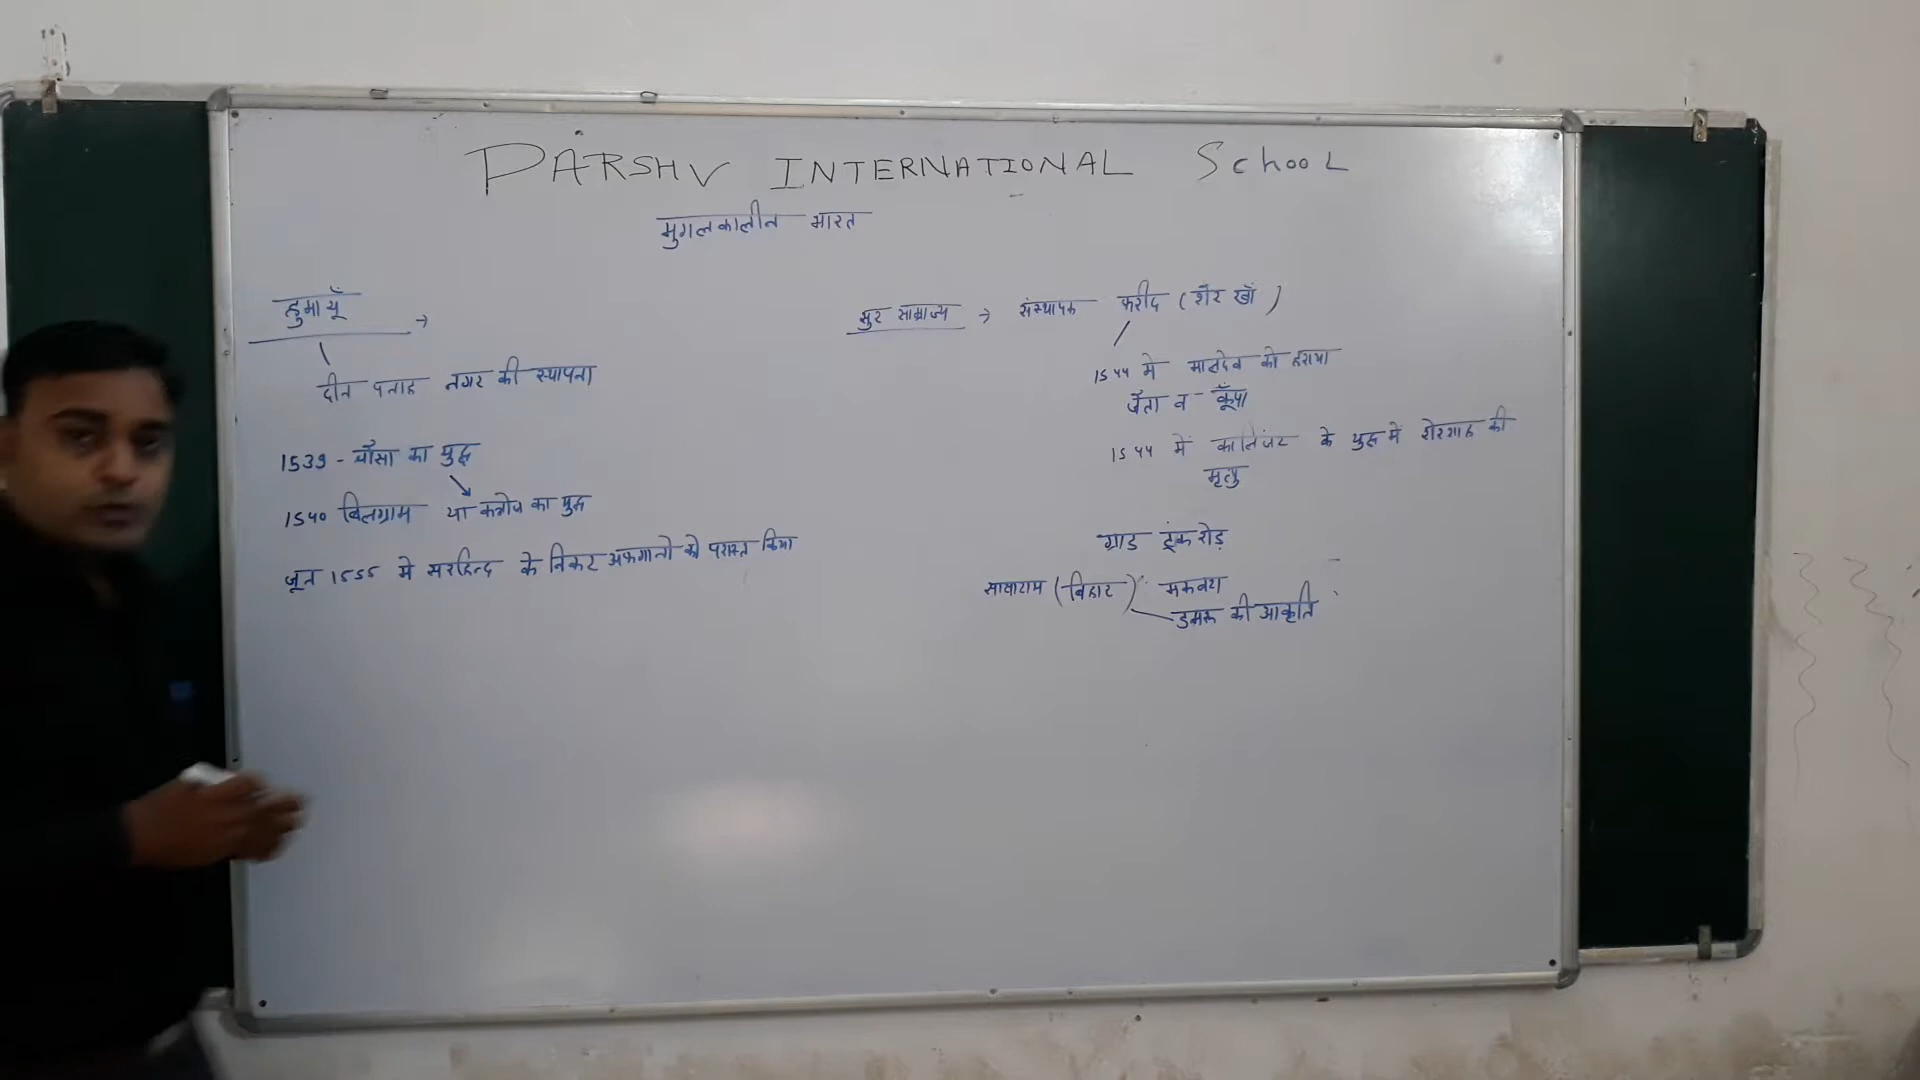 PARSHV INTERNATIONAL SchooL
मुगलकालीन भारत
हुमायूँ →
दीन पनाह नगर की स्थापना
1539 - चौसा का युद्ध
1540 बिलग्राम या कन्नोज का युद्ध
जून 1555 में सरहिन्द के निकट अफगानो को परास्त किया
सुर साम्राज्य → संस्थापक फरीद (शेर खाँ)
1544 में मालदेव को हराया
जैता व कूँपा
1544 में कालिंजर के युद्ध में शेरशाह की
मृत्यु
ग्राड ट्रंक रोड़
सासाराम (बिहार) मकबरा
डमरू की आकृति